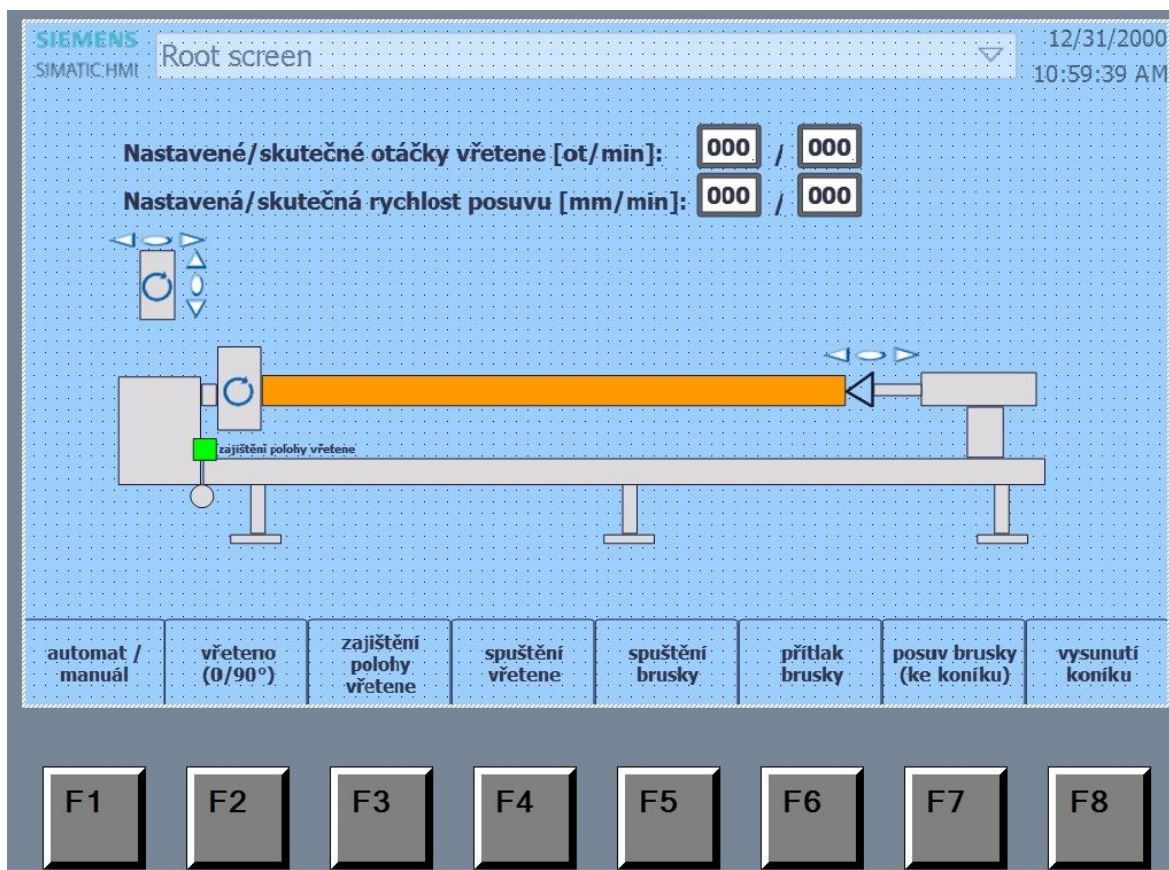 SIEMENS
SIMATIC HMI
Root screen
12/31/2000
10:59:39 AM
Nastavené/skutečné otáčky vřetene [ot/min]: 000 / 000
Nastavená/skutečná rychlost posuvu [mm/min]: 000 / 000
zajištění polohy vřetene
automat /
manuál
vřeteno
(0/90°)
zajištění
polohy
vřetene
spuštění
vřetene
spuštění
brusky
přítlak
brusky
posuv brusky
(ke koníku)
vysunutí
koníku
F1 F2 F3 F4 F5 F6 F7 F8